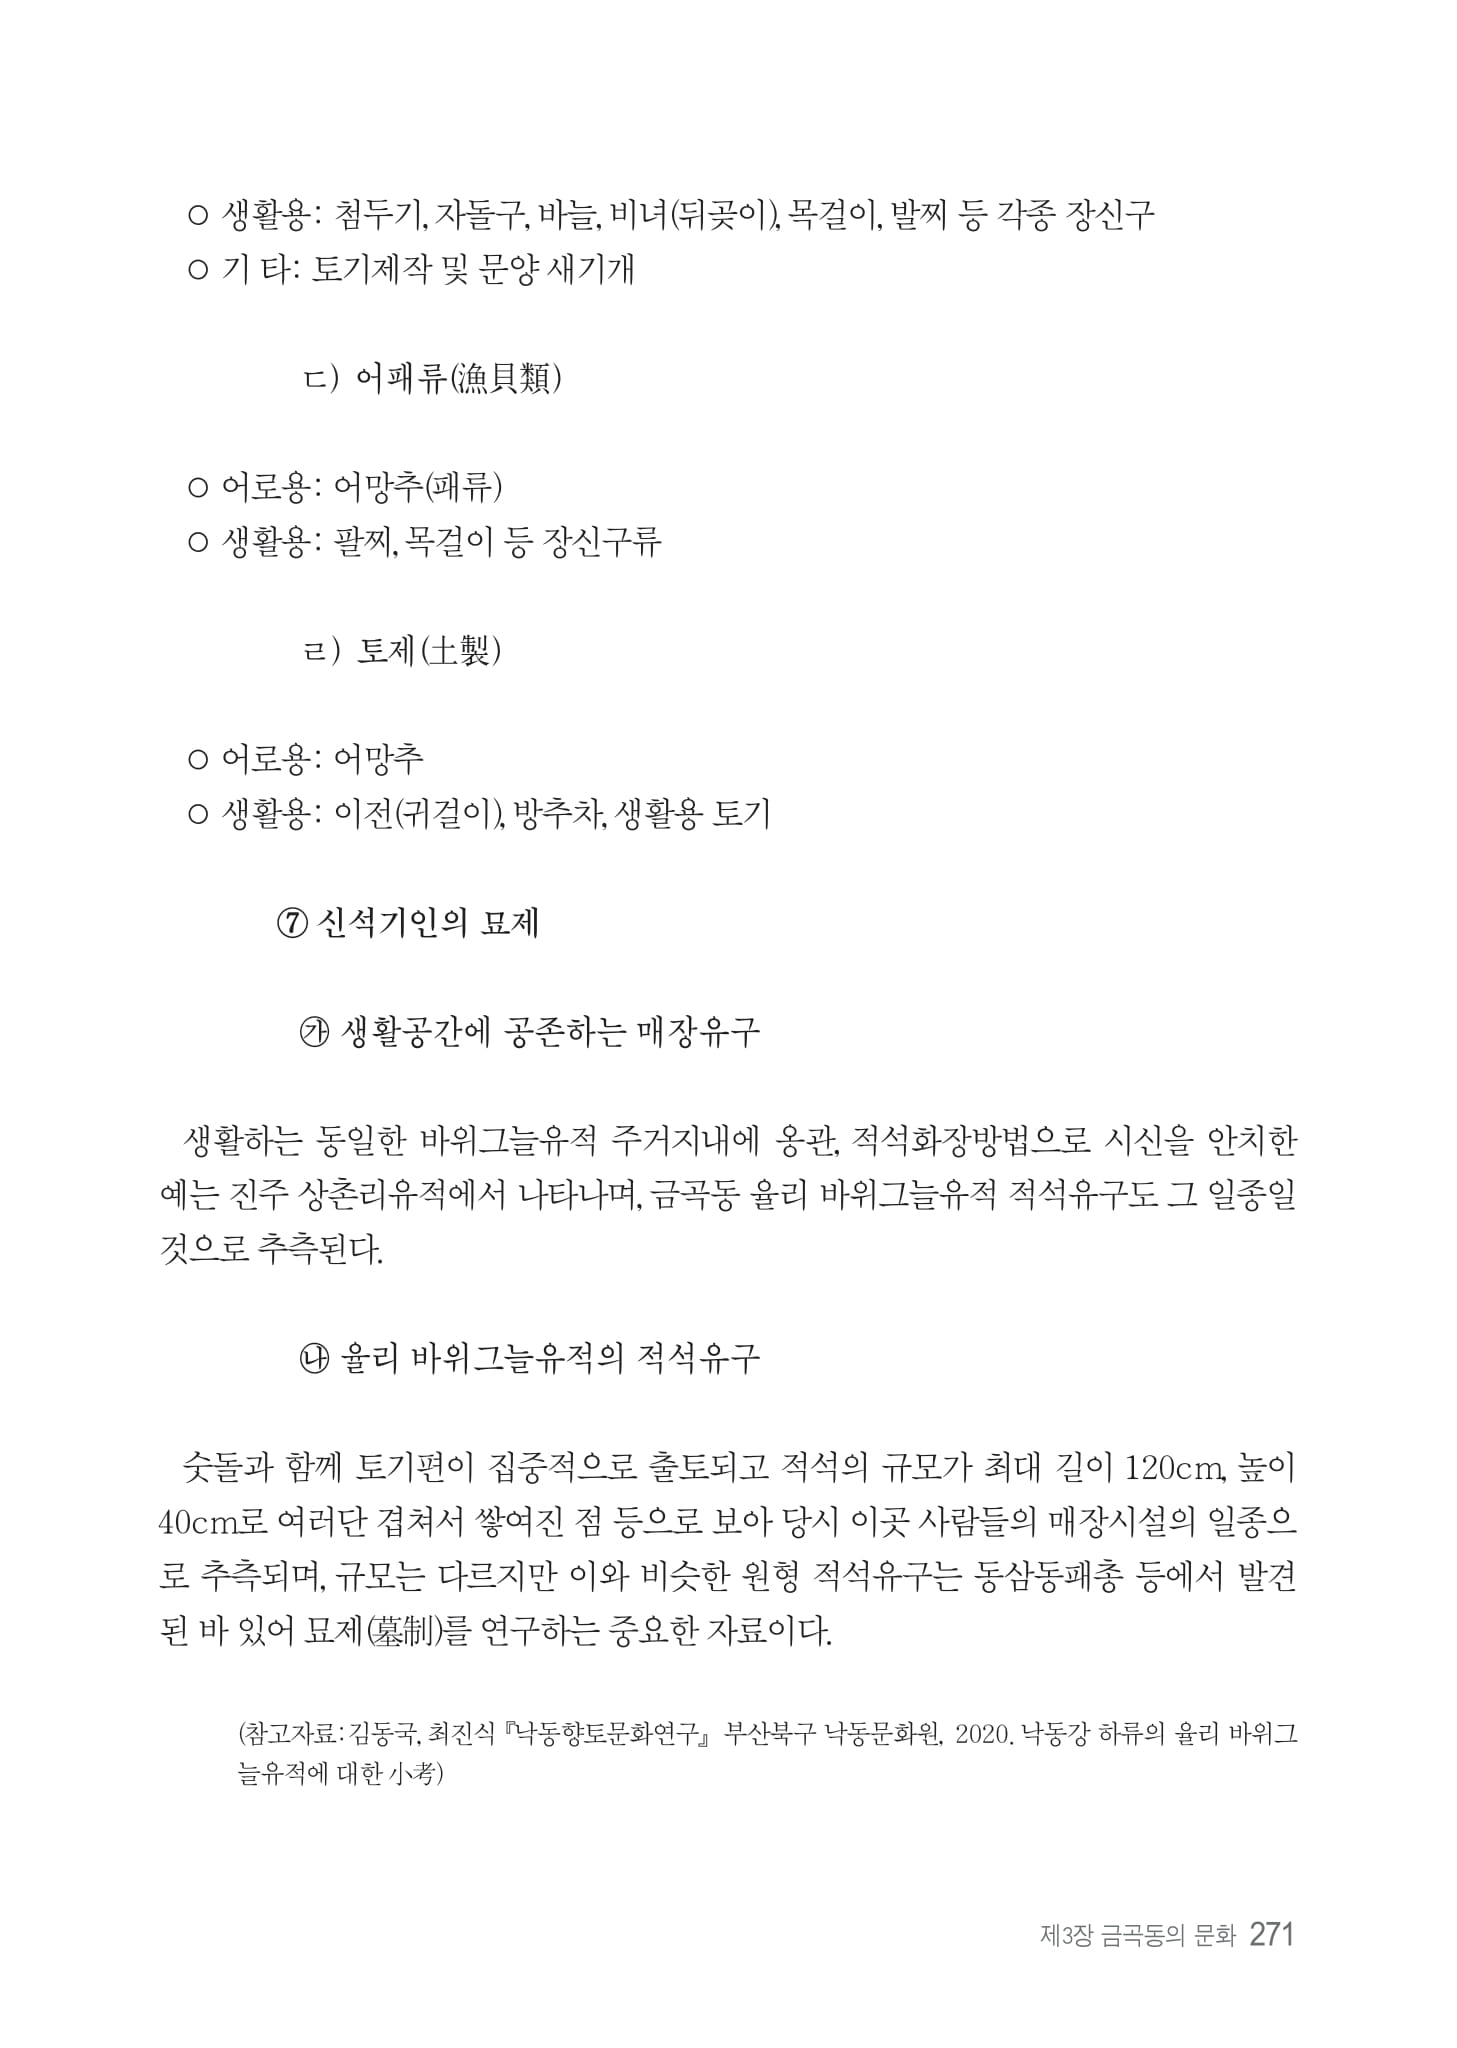 ○ 생활용: 첨두기, 자돌구, 바늘, 비녀(뒤곶이), 목걸이, 발찌 등 각종 장신구
○ 기 타: 토기제작 및 문양 새기개
ㄷ) 어패류(漁貝類)
○ 어로용: 어망추(패류)
○ 생활용: 팔찌, 목걸이 등 장신구류
ㄹ) 토제(土製)
○ 어로용: 어망추
○ 생활용: 이전(귀걸이), 방추차, 생활용 토기
⑦ 신석기인의 묘제
㉮ 생활공간에 공존하는 매장유구
생활하는 동일한 바위그늘유적 주거지내에 옹관, 적석화장방법으로 시신을 안치한
예는 진주 상촌리유적에서 나타나며, 금곡동 율리 바위그늘유적 적석유구도 그 일종일
것으로 추측된다.
㉯ 율리 바위그늘유적의 적석유구
숫돌과 함께 토기편이 집중적으로 출토되고 적석의 규모가 최대 길이 120cm, 높이
40cm로 여러단 겹쳐서 쌓여진 점 등으로 보아 당시 이곳 사람들의 매장시설의 일종으
로 추측되며, 규모는 다르지만 이와 비슷한 원형 적석유구는 동삼동패총 등에서 발견
된 바 있어 묘제(墓制)를 연구하는 중요한 자료이다.
(참고자료: 김동국, 최진식『낙동향토문화연구』 부산북구 낙동문화원, 2020. 낙동강 하류의 율리 바위그
늘유적에 대한 小考)
제3장 금곡동의 문화 271